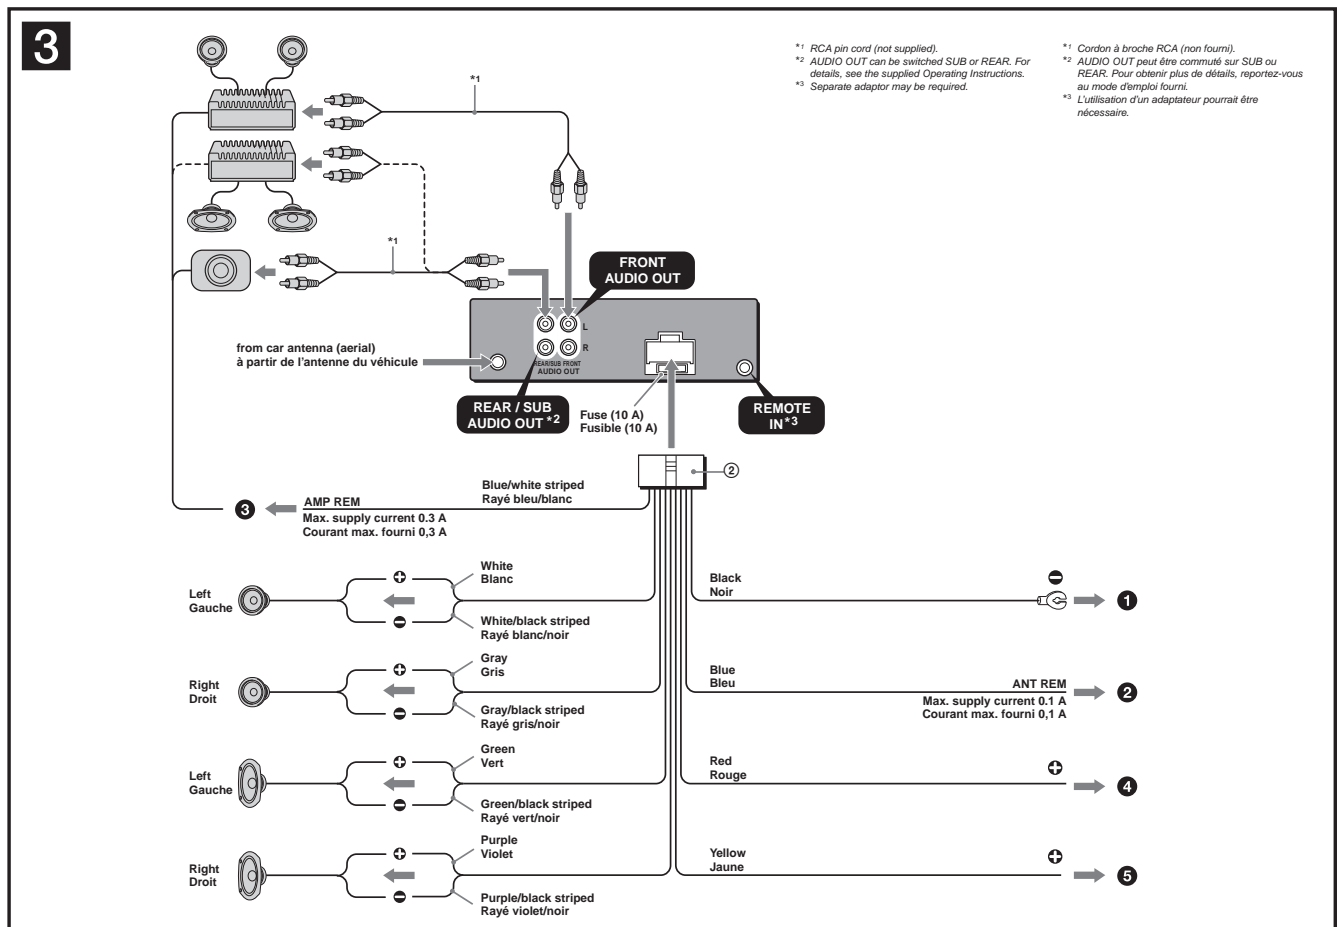 3
*1 RCA pin cord (not supplied).
*2 AUDIO OUT can be switched SUB or REAR. For
details, see the supplied Operating Instructions.
*3 Separate adaptor may be required.
*1 Cordon à broche RCA (non fourni).
*2 AUDIO OUT peut être commuté sur SUB ou
REAR. Pour obtenir plus de détails, reportez-vous
au mode d'emploi fourni.
*3 L'utilisation d'un adaptateur pourrait être
nécessaire.
*1
*1
FRONT
AUDIO OUT
from car antenna (aerial)
à partir de l'antenne du véhicule
L
R
REAR/SUB FRONT
AUDIO OUT
REAR / SUB
AUDIO OUT *2
Fuse (10 A)
Fusible (10 A)
REMOTE
IN*3
2
Blue/white striped
Rayé bleu/blanc
3
AMP REM
Max. supply current 0.3 A
Courant max. fourni 0,3 A
Left
Gauche
+
−
White
Blanc
White/black striped
Rayé blanc/noir
Black
Noir
−
1
Right
Droit
+
−
Gray
Gris
Gray/black striped
Rayé gris/noir
Blue
Bleu
ANT REM
Max. supply current 0.1 A
Courant max. fourni 0,1 A
2
Left
Gauche
+
−
Green
Vert
Green/black striped
Rayé vert/noir
Red
Rouge
+
4
Right
Droit
+
−
Purple
Violet
Purple/black striped
Rayé violet/noir
Yellow
Jaune
+
5